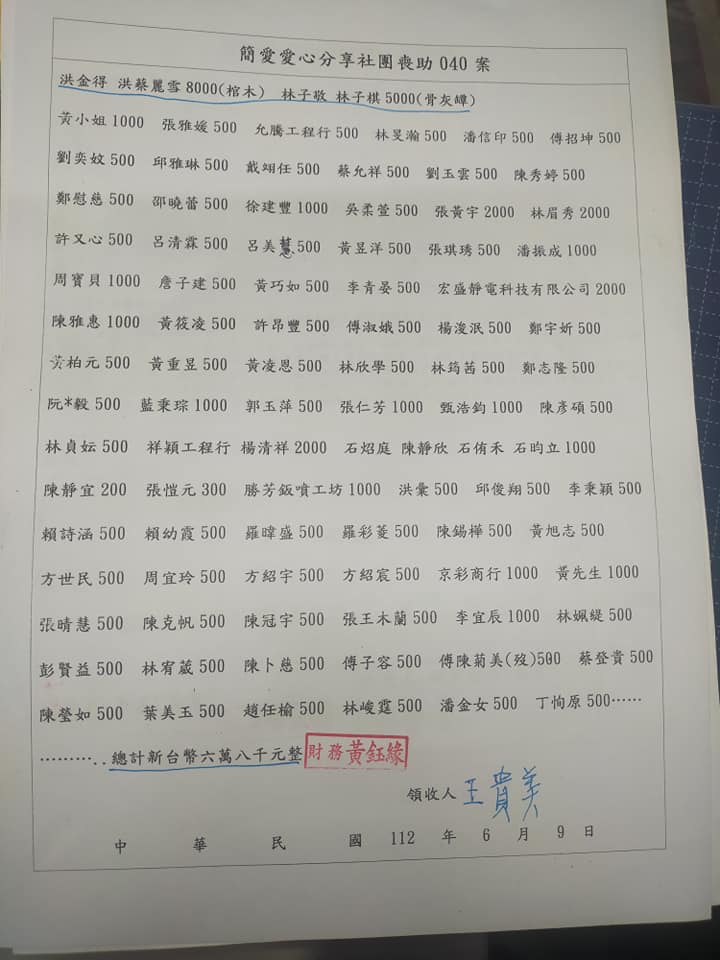 簡愛愛心分享社團喪助 040 案
洪金得 洪蔡麗雪 8000(棺木) 林子敬 林子棋 5000(骨灰罈)
黃小姐 1000 張雅媛 500 允騰工程行 500 林旻瀚 500 潘信印 500 傅招坤 500
劉奕妏 500 邱雅琳 500 戴翊任 500 蔡允祥 500 劉玉雲 500 陳秀婷 500
鄭慰慈 500 邵曉蕾 500 徐建豐 1000 吳柔萱 500 張黃宇 2000 林眉秀 2000
許又心 500 呂清霖 500 呂美慧 500 黃昱洋 500 張琪琇 500 潘振成 1000
周寶貝 1000 詹子建 500 黃巧如 500 李青晏 500 宏盛靜電科技有限公司 2000
陳雅惠 1000 黃筱凌 500 許昂豐 500 傅淑娥 500 楊浚泯 500 鄭宇妡 500
黃柏元 500 黃重昱 500 黃凌恩 500 林欣學 500 林筠茜 500 鄭志隆 500
阮*毅 500 藍秉琮 1000 郭玉萍 500 張仁芳 1000 甄浩鈞 1000 陳彥碩 500
林貞妘 500 祥穎工程行 楊清祥 2000 石炤庭 陳靜欣 石侑禾 石昀立 1000
陳靜宜 200 張愷元 300 勝芳鈑噴工坊 1000 洪彙 500 邱俊翔 500 李秉穎 500
賴詩涵 500 賴幼霞 500 羅暐盛 500 羅彩菱 500 陳錫樺 500 黃旭志 500
方世民 500 周宜玲 500 方紹宇 500 方紹宸 500 京彩商行 1000 黃先生 1000
張晴慧 500 陳克帆 500 陳冠宇 500 張王木蘭 500 李宜辰 1000 林姵緹 500
彭賢益 500 林宥葳 500 陳卜慈 500 傅子容 500 傅陳菊美(歿)500 蔡登貴 500
陳瑩如 500 葉美玉 500 趙任榆 500 林峻霆 500 潘金女 500 丁恂原 500……
………..總計新台幣六萬八千元整 財務黃鈺緣
領收人 王貴美
中 華 民 國 112 年 6 月 9 日